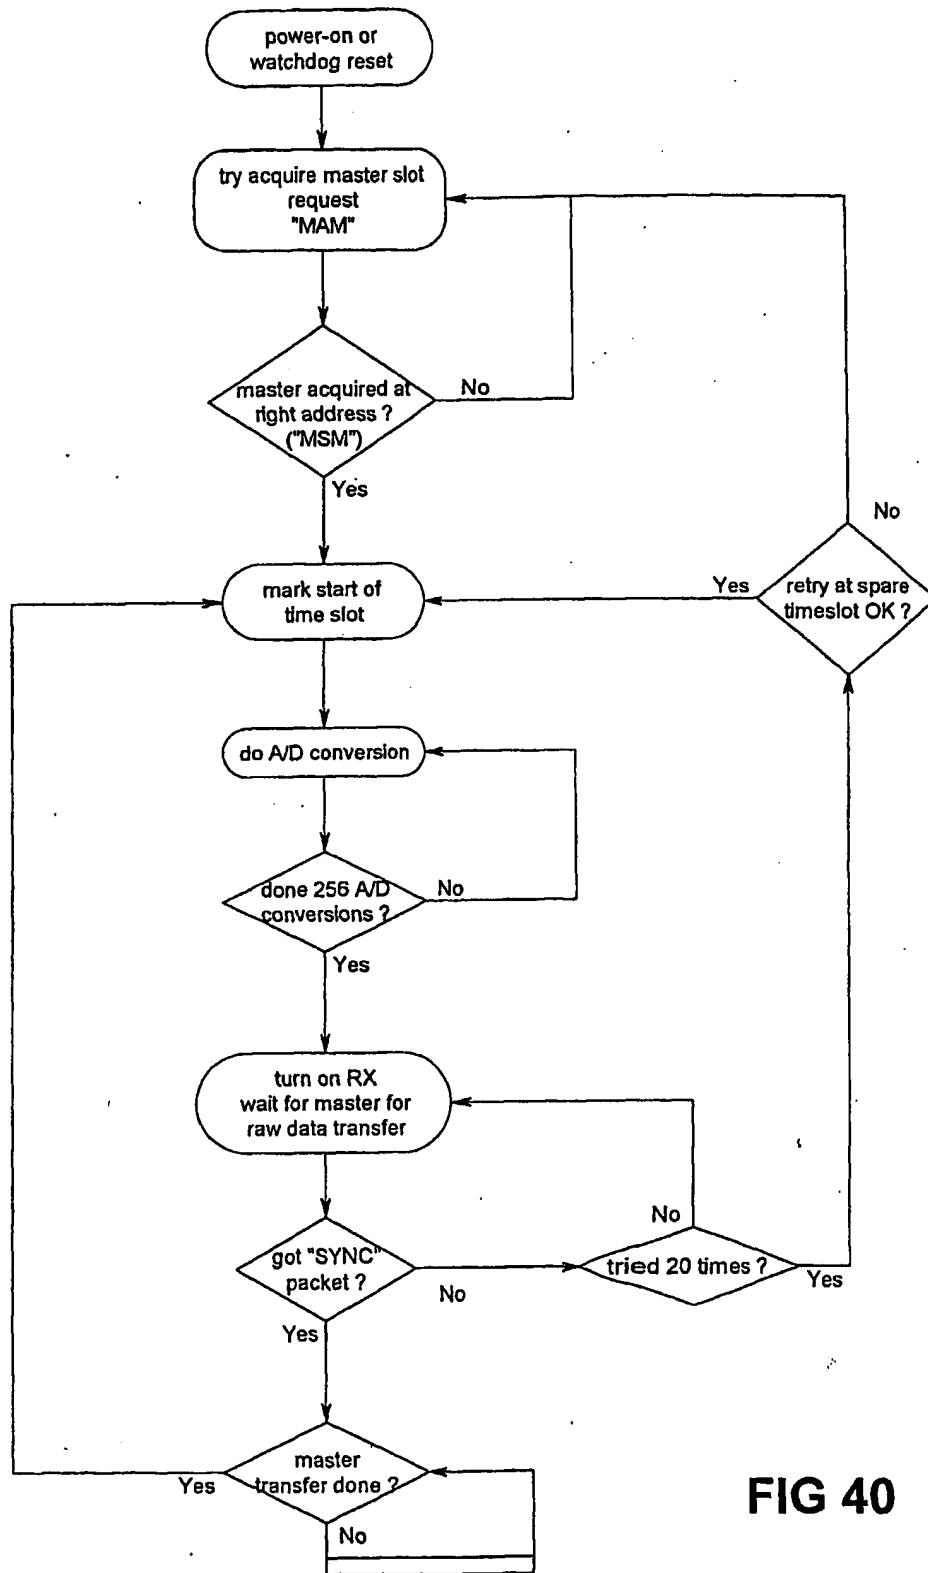 power-on or
watchdog reset
try acquire master slot
request
"MAM"
master acquired at
right address ?
("MSM")
No
Yes
mark start of
time slot
Yes
retry at spare
timeslot OK ?
No
do A/D conversion
done 256 A/D
conversions ?
No
Yes
turn on RX
wait for master for
raw data transfer
got "SYNC"
packet ?
No
Yes
tried 20 times ?
No
Yes
master
transfer done ?
Yes
No
FIG 40